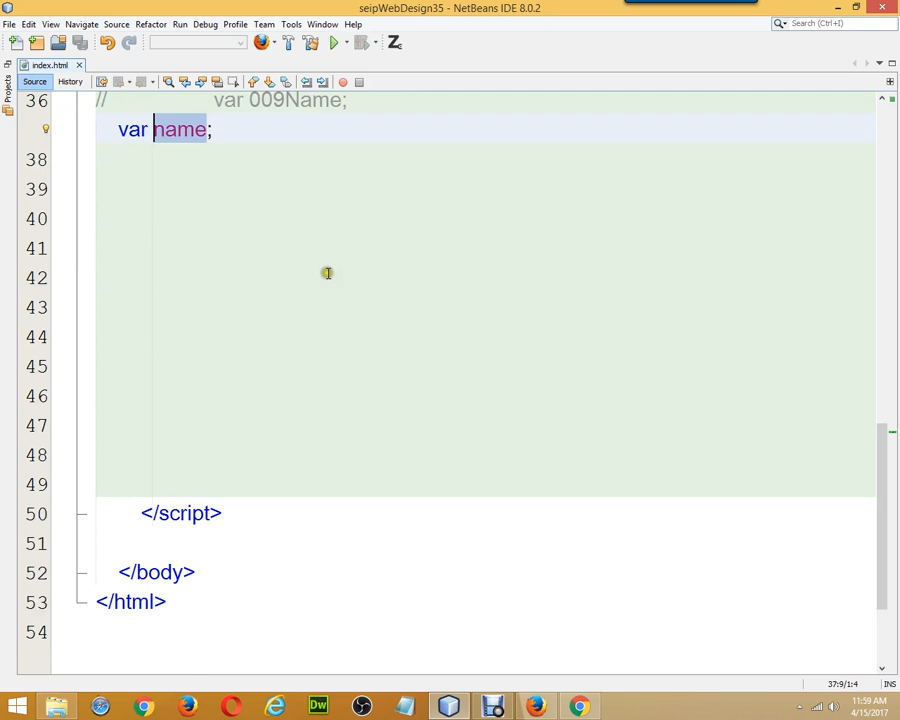 seipWebDesign35 - NetBeans IDE 8.0.2
File Edit View Navigate Source Refactor Run Debug Profile Team Tools Window Help
Search (Ctrl+I)
index.html
Projects
Source History
36 // var 009Name;
var name;
38
39
40
41
42
43
44
45
46
47
48
49
50 </script>
51
52 </body>
53 </html>
54
37:9/1:4 INS
Dw
11:59 AM
4/15/2017